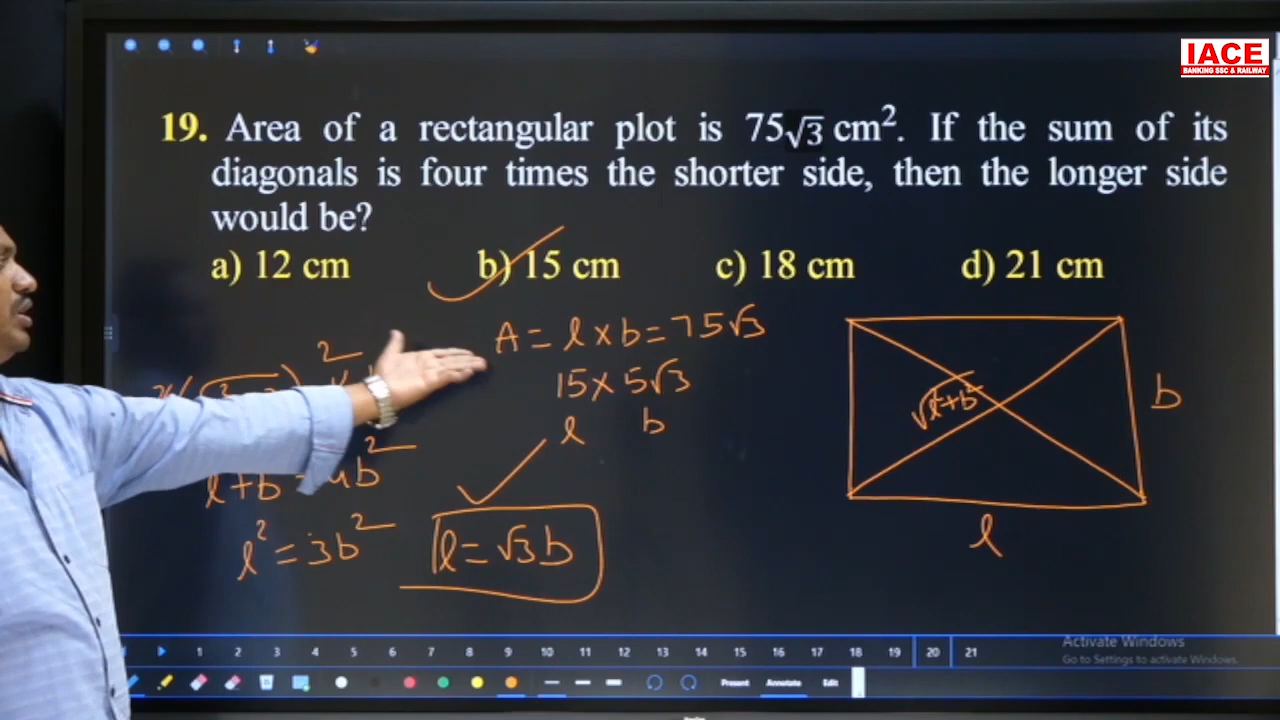 IACE
BANKING SSC & RAILWAY
19. Area of a rectangular plot is 75√3 cm². If the sum of its
diagonals is four times the shorter side, then the longer side
would be?
a) 12 cm b) 15 cm c) 18 cm d) 21 cm
A = l × b = 75√3
15 × 5√3
l b
√l²+b²
b
l
l² = 3b²
l = √3b
Activate Windows
Go to Settings to activate Windows.
1 2 3 4 5 6 7 8 9 10 11 12 13 14 15 16 17 18 19 20 21
Present Annotate Edit